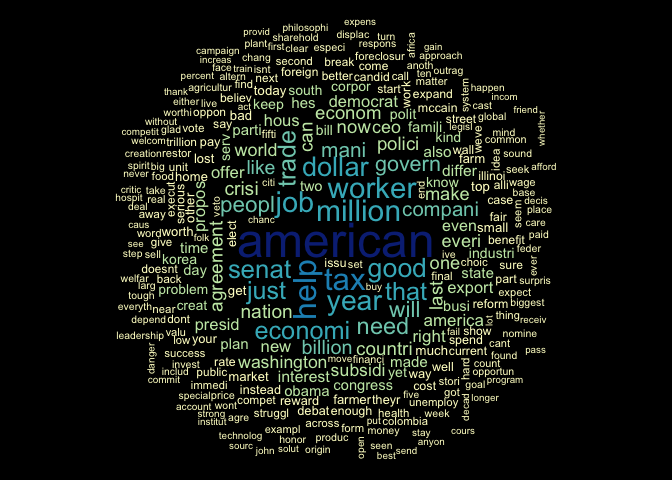 provid philosophi expens
sharehold displac turn
plant first clear especi respons africa gain
campaign increas chang second break foreclosur approach
face train isnt next foreign better candid call anoth ten outrag
percent altern find today south corpor start work expand matter
agricultur believ keep hes democrat mccain system happen
thank act econom polit street incom
either live vote say parti hous bill now ceo famili legisl cast global friend
worthi oppon bad fifti can kind weve mind whether
without trillion pay serv world trade mani polici also wall idea common
competit glad welcom lost offer like dollar govern differ farm sound
creation restor unit crisi two end know illinoi seek afford
spirit big food home propos citi worker make top all wage
never critic take execut serious other peopl job million compani case seem base decis
hospit real veto chanc fair place
deal away word worth elect american even small care
caus folk time everi benefit paid
see give agreement industri feder
step sell korea day senat issu set choic sure ever
doesnt back help tax good one state part surpris
welfar problem buy final
larg tough get just year that last export expect
everyth near creat nation will busi reform biggest
depend dont presid economi need america fail show thing receiv
leadership valu low your right spend nomine
success plan new billion countri much current cant pass
danger invest rate washington move financi made found
includ public subsidi yet way well count opportun
commit immedi market interest congress cost stori hard goal program
special price instead obama got
account wont compet reward farmer theyr five unemploy decad longer
strong agre struggl debat enough health week
institut across put colombia
technolog exampl form money stay cours
sourc honor produc open seen anyon
john solut origin best send